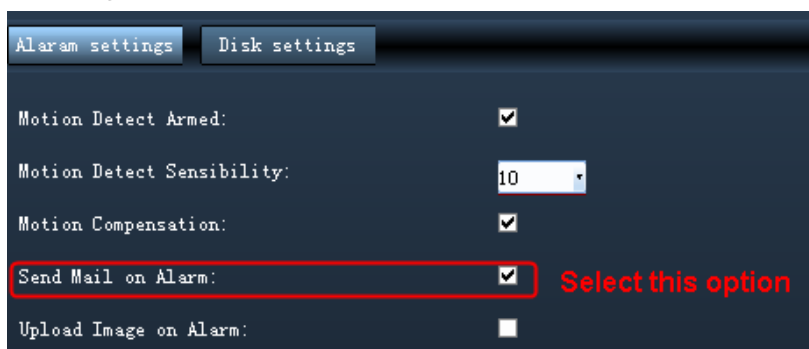 Alaram settings Disk settings
Motion Detect Armed:
Motion Detect Sensibility: 10
Motion Compensation:
Send Mail on Alarm: Select this option
Upload Image on Alarm: